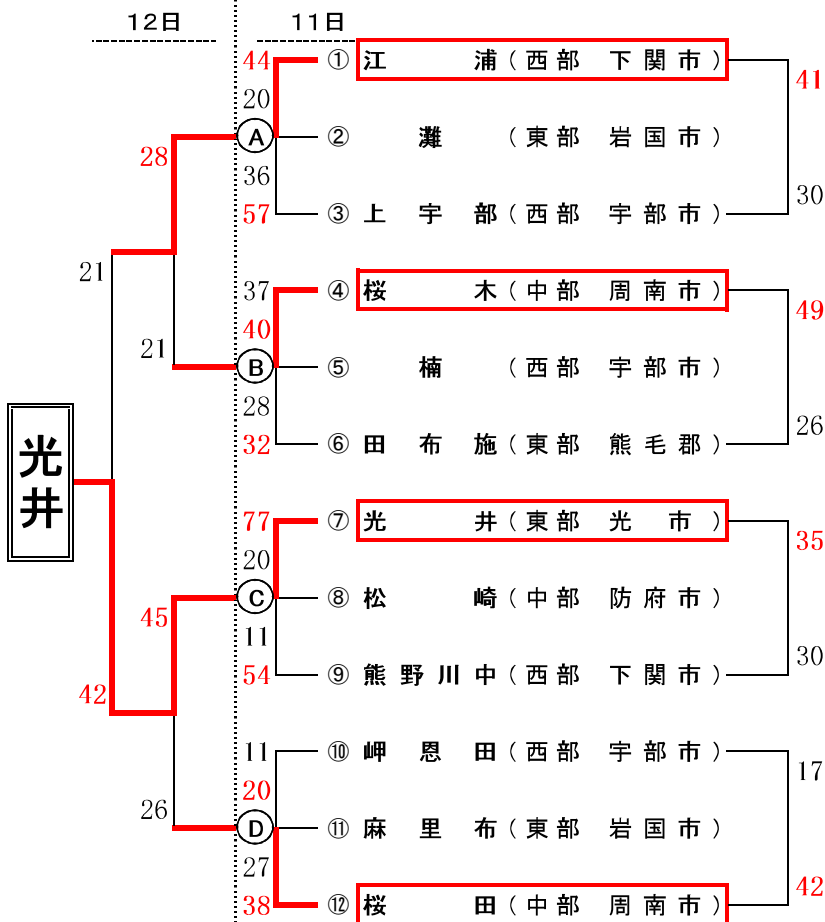 12日 11日
44 ① 江浦（西部 下関市） 41
20
A ② 灘（東部 岩国市）
28
36
30
57 ③ 上宇部（西部 宇部市）
21
37 ④ 桜木（中部 周南市） 49
40
21
B ⑤ 楠（西部 宇部市）
28
26
32 ⑥ 田布施（東部 熊毛郡）
光井
77 ⑦ 光井（東部 光市） 35
20
C ⑧ 松崎（中部 防府市）
45
11
30
54 ⑨ 熊野川中（西部 下関市）
42
11 ⑩ 岬恩田（西部 宇部市） 17
20
26
D ⑪ 麻里布（東部 岩国市）
27
42
38 ⑫ 桜田（中部 周南市）